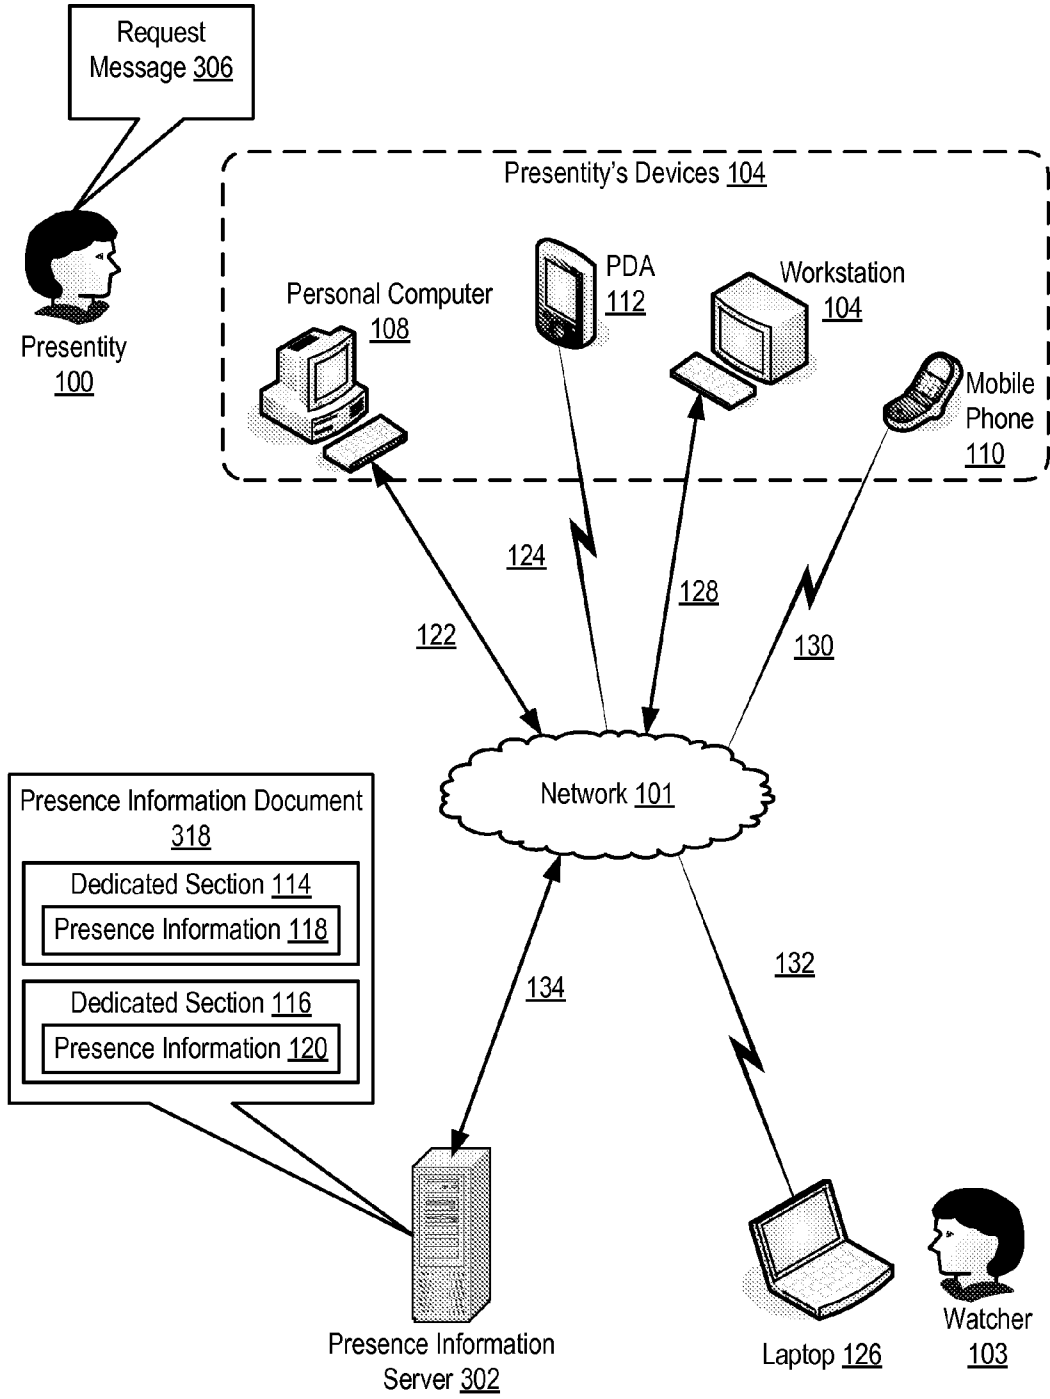 Request
Message 306
Presentity's Devices 104
Presentity
100
Personal Computer
108
PDA
112
Workstation
104
Mobile
Phone
110
124
128
122
130
Network 101
Presence Information Document
318
Dedicated Section 114
Presence Information 118
Dedicated Section 116
Presence Information 120
134
132
Presence Information
Server 302
Laptop 126
Watcher
103